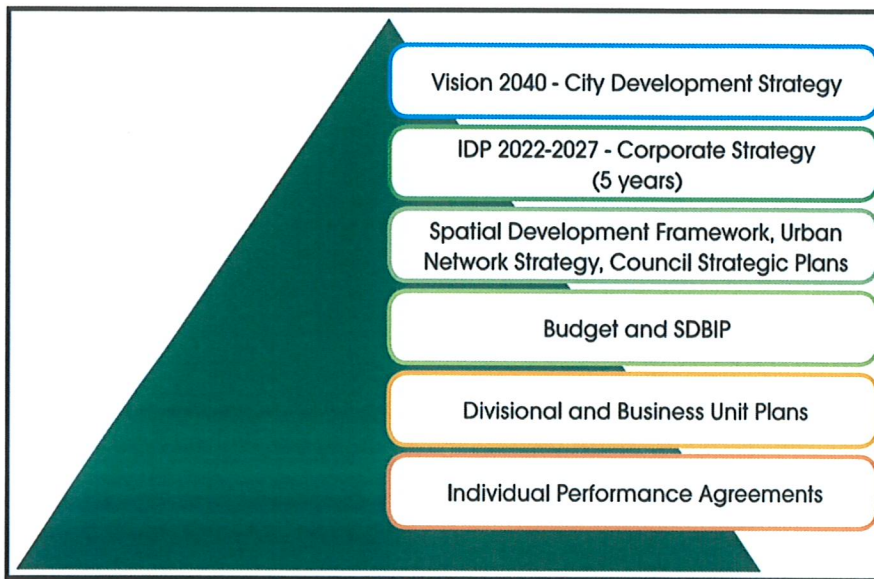 Vision 2040 - City Development Strategy
IDP 2022-2027 - Corporate Strategy
(5 years)
Spatial Development Framework, Urban
Network Strategy, Council Strategic Plans
Budget and SDBIP
Divisional and Business Unit Plans
Individual Performance Agreements